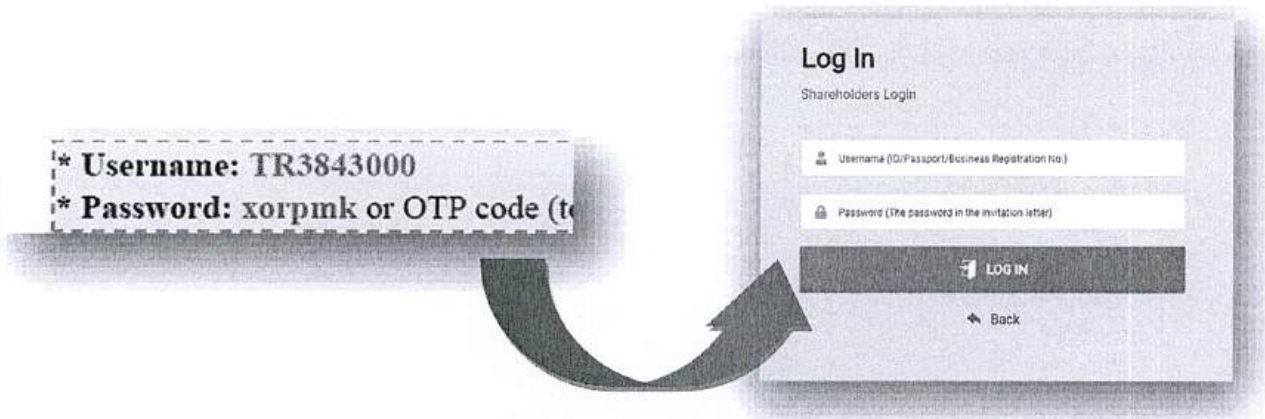 * Username: TR3843000
* Password: xorpmk or OTP code
Log In
Shareholders Login
Username (ID/Passport/Business Registration No.)
Password (The password in the invitation letter)
LOG IN
Back